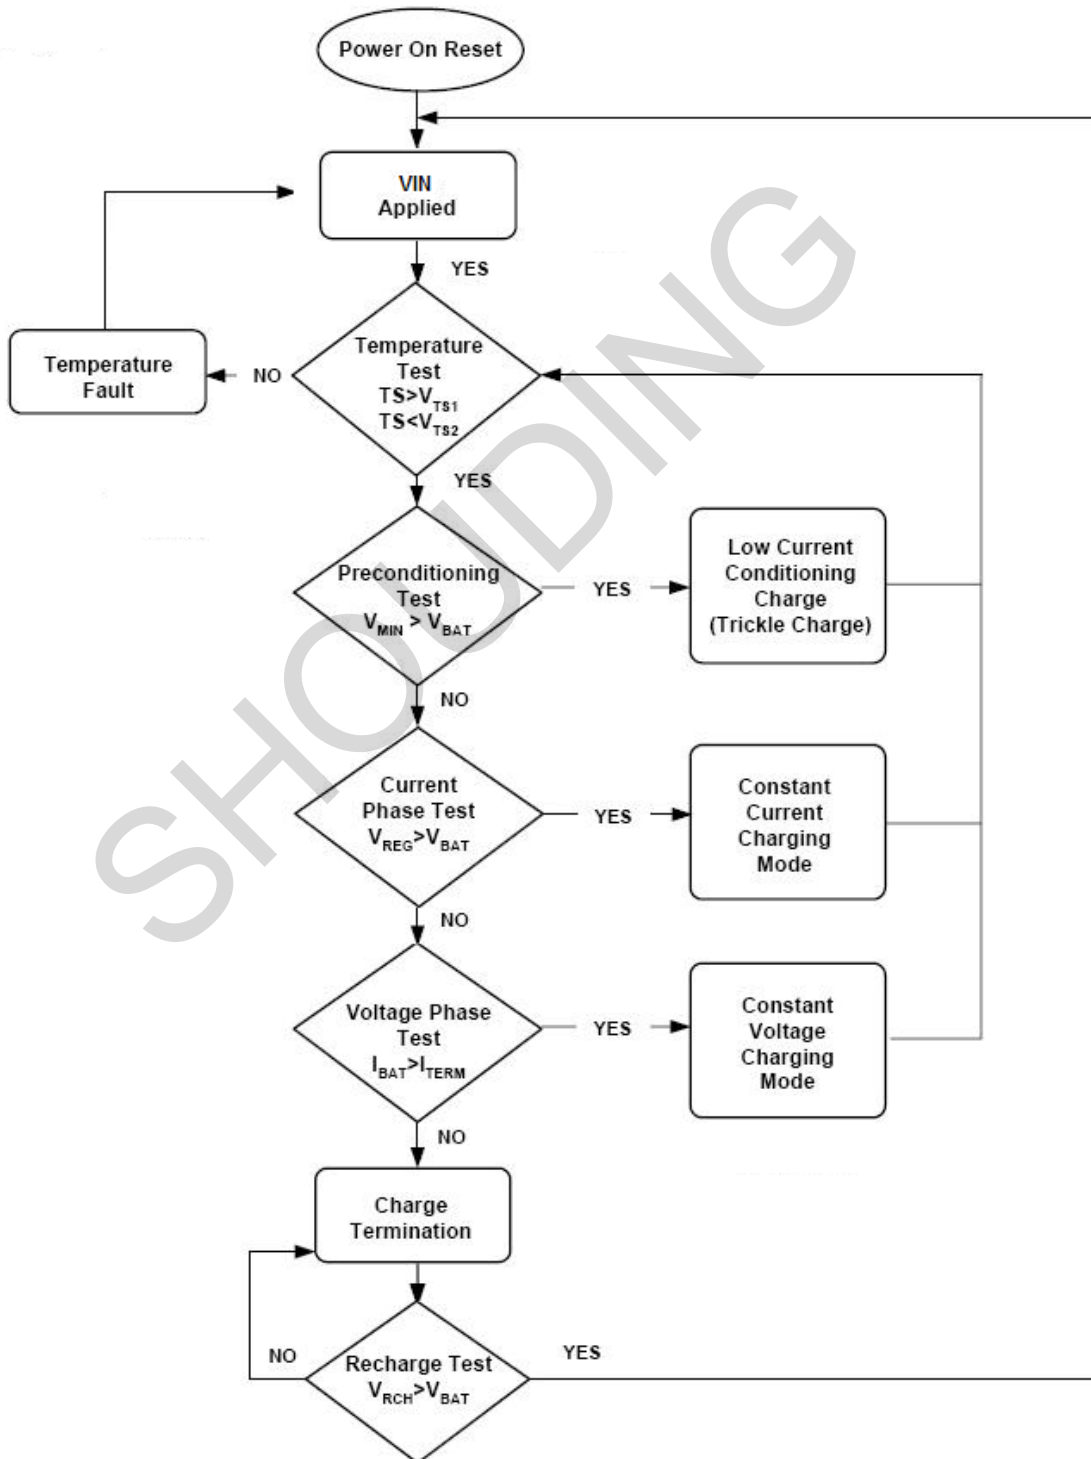 Power On Reset
VIN
Applied
YES
Temperature
Test
TS>VTS1
TS<VTS2
NO
Temperature
Fault
YES
Preconditioning
Test
VMIN > VBAT
YES
Low Current
Conditioning
Charge
(Trickle Charge)
NO
Current
Phase Test
VREG>VBAT
YES
Constant
Current
Charging
Mode
NO
Voltage Phase
Test
IBAT>ITERM
YES
Constant
Voltage
Charging
Mode
NO
Charge
Termination
NO
Recharge Test
VRCH>VBAT
YES
SHOUDING